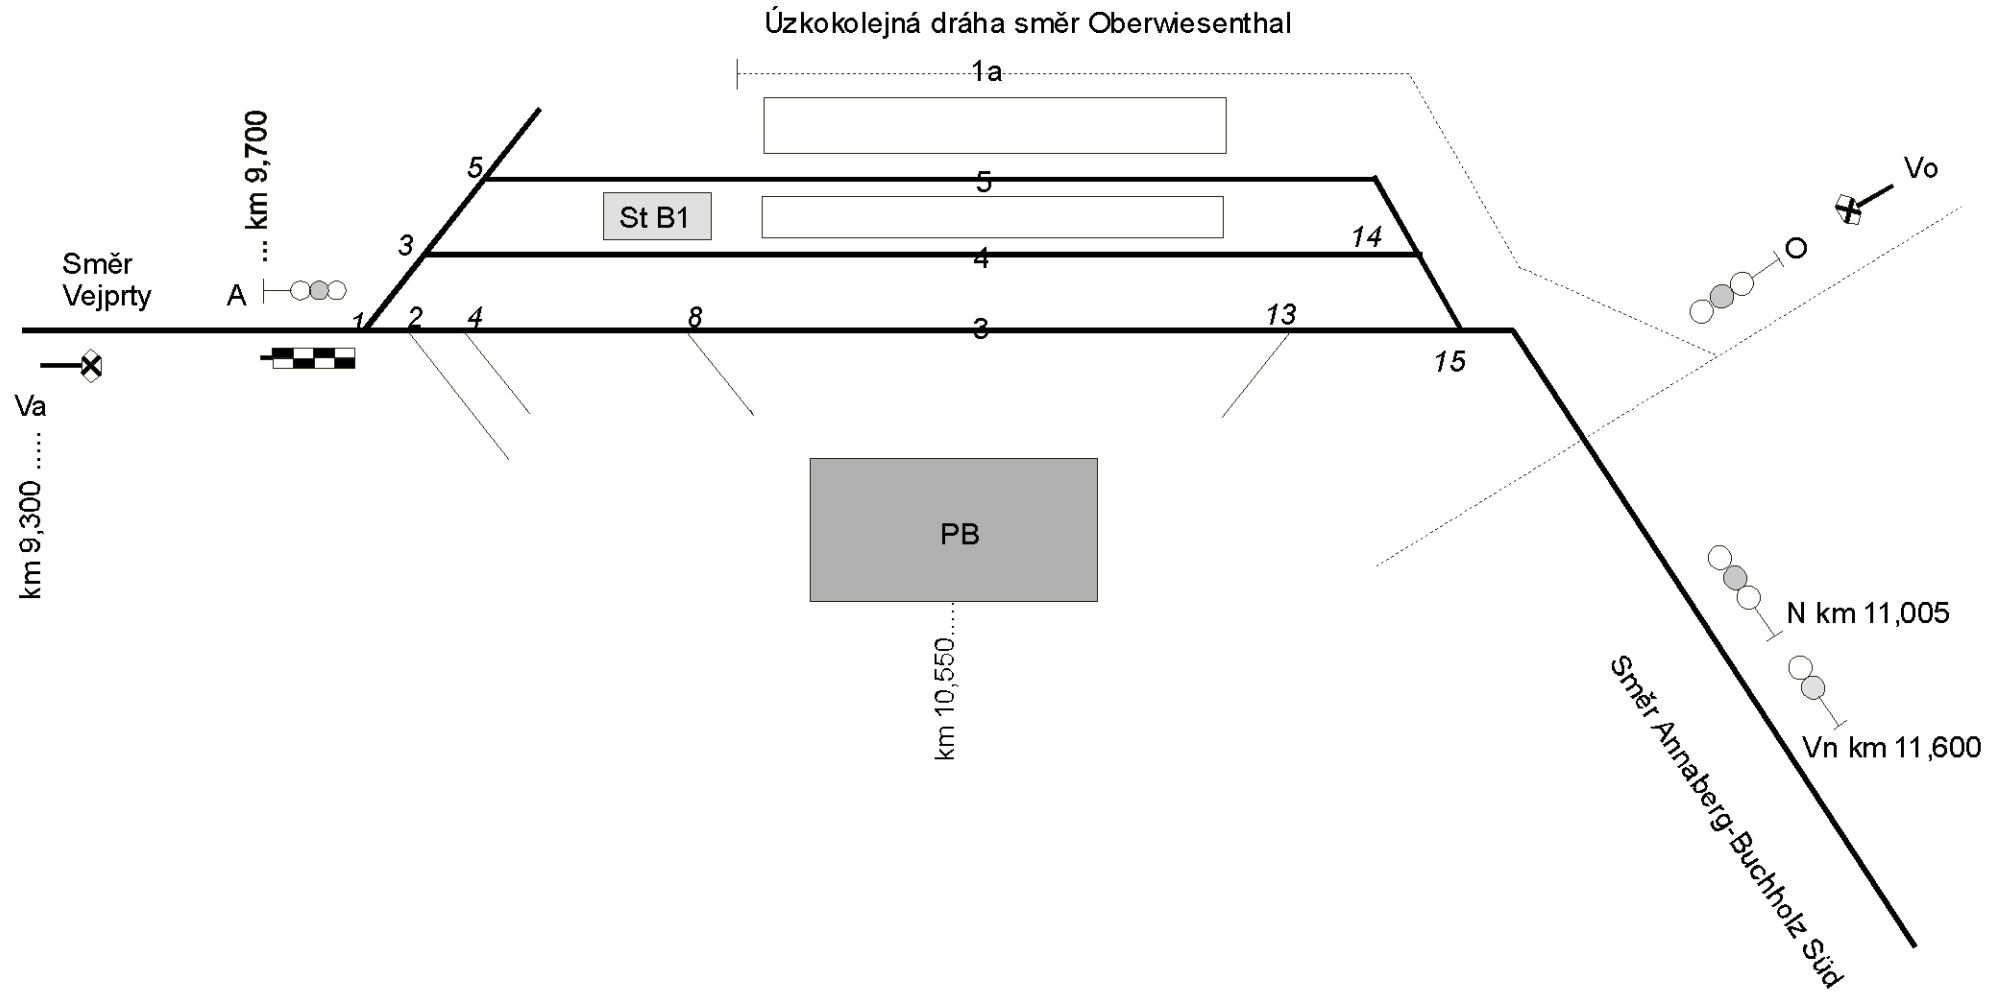 Úzkokolejná dráha směr Oberwiesenthal
1a
... km 9,700
5
5
Vo
St B1
3
14
O
4
Směr
Vejprty
A
1
2
4
8
3
13
15
Va
km 9,300 .....
PB
km 10,550......
N km 11,005
Směr Annaberg-Buchholz Süd
Vn km 11,600